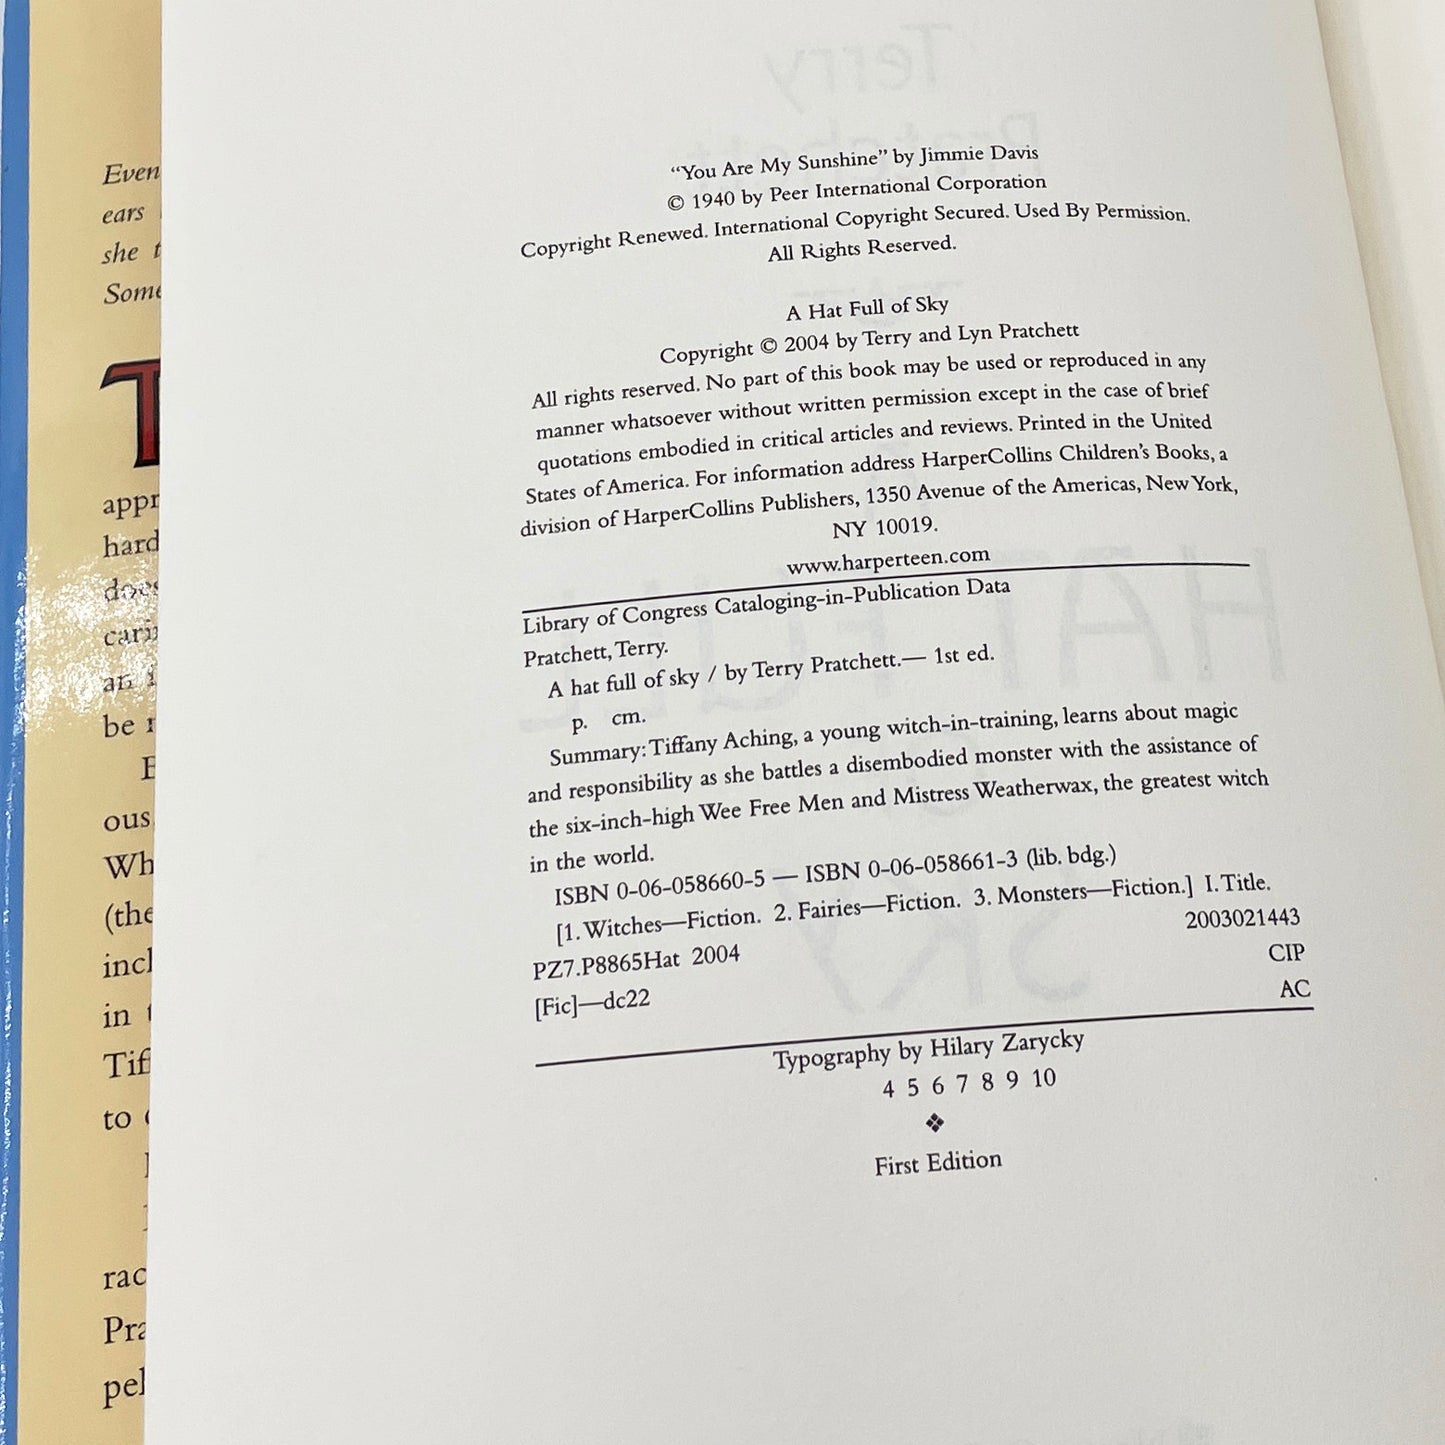 Even
ears
she t
Some
T
appr
hard
does
carin
an
be r
E
ous
Wh
(the
incl
in t
Tiff
to
rac
Pra
pel
"You Are My Sunshine" by Jimmie Davis
© 1940 by Peer International Corporation
Copyright Renewed. International Copyright Secured. Used By Permission.
All Rights Reserved.
A Hat Full of Sky
Copyright © 2004 by Terry and Lyn Pratchett
All rights reserved. No part of this book may be used or reproduced in any
manner whatsoever without written permission except in the case of brief
quotations embodied in critical articles and reviews. Printed in the United
States of America. For information address HarperCollins Children's Books, a
division of HarperCollins Publishers, 1350 Avenue of the Americas, New York,
NY 10019.
www.harperteen.com
Library of Congress Cataloging-in-Publication Data
Pratchett, Terry.
A hat full of sky / by Terry Pratchett.— 1st ed.
p. cm.
Summary: Tiffany Aching, a young witch-in-training, learns about magic
and responsibility as she battles a disembodied monster with the assistance of
the six-inch-high Wee Free Men and Mistress Weatherwax, the greatest witch
in the world.
ISBN 0-06-058660-5 — ISBN 0-06-058661-3 (lib. bdg.)
[1. Witches—Fiction. 2. Fairies—Fiction. 3. Monsters—Fiction.] I. Title.
PZ7.P8865Hat 2004 2003021443
[Fic]—dc22 CIP
AC
Typography by Hilary Zarycky
4 5 6 7 8 9 10
❖
First Edition